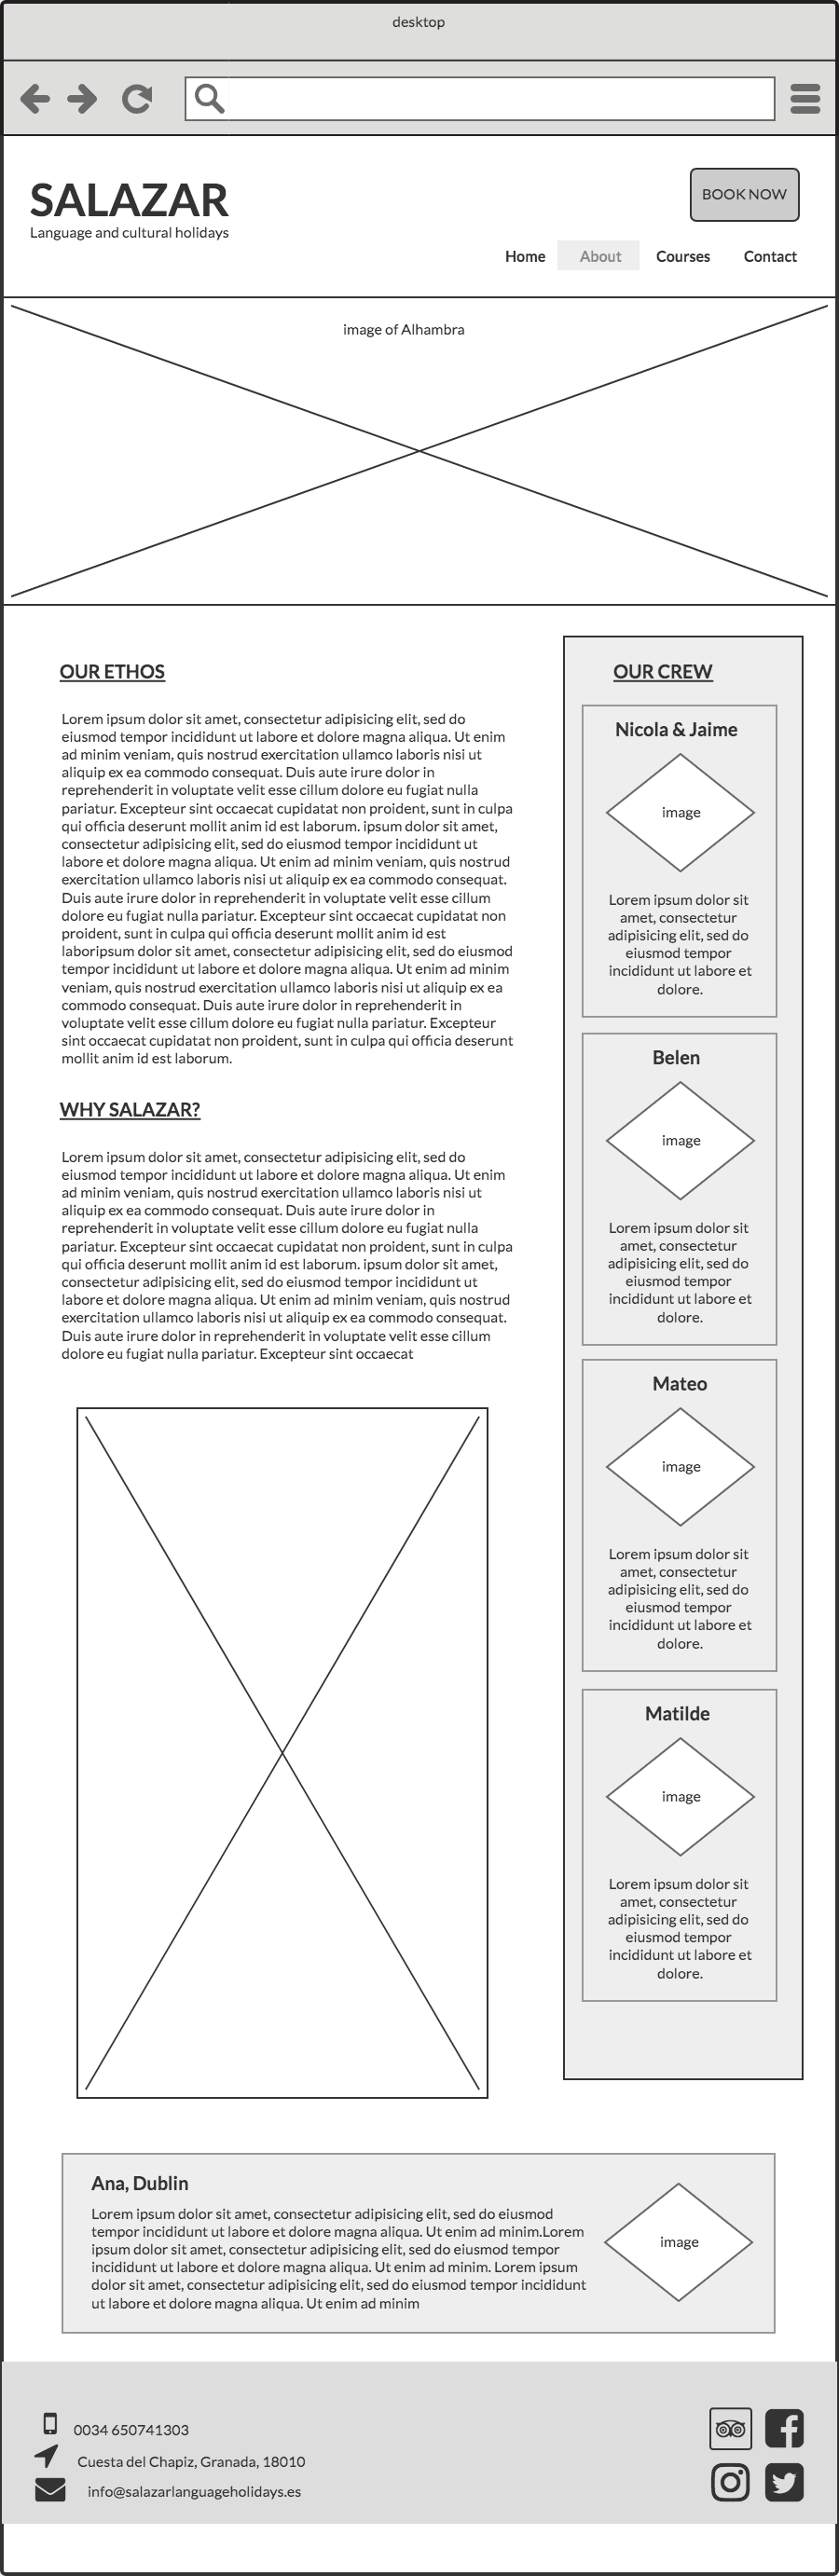 desktop
SALAZAR
Language and cultural holidays
BOOK NOW
Home About Courses Contact
image of Alhambra
OUR ETHOS
Lorem ipsum dolor sit amet, consectetur adipisicing elit, sed do
eiusmod tempor incididunt ut labore et dolore magna aliqua. Ut enim
ad minim veniam, quis nostrud exercitation ullamco laboris nisi ut
aliquip ex ea commodo consequat. Duis aute irure dolor in
reprehenderit in voluptate velit esse cillum dolore eu fugiat nulla
pariatur. Excepteur sint occaecat cupidatat non proident, sunt in culpa
qui officia deserunt mollit anim id est laborum. ipsum dolor sit amet,
consectetur adipisicing elit, sed do eiusmod tempor incididunt ut
labore et dolore magna aliqua. Ut enim ad minim veniam, quis nostrud
exercitation ullamco laboris nisi ut aliquip ex ea commodo consequat.
Duis aute irure dolor in reprehenderit in voluptate velit esse cillum
dolore eu fugiat nulla pariatur. Excepteur sint occaecat cupidatat non
proident, sunt in culpa qui officia deserunt mollit anim id est
laboripsum dolor sit amet, consectetur adipisicing elit, sed do eiusmod
tempor incididunt ut labore et dolore magna aliqua. Ut enim ad minim
veniam, quis nostrud exercitation ullamco laboris nisi ut aliquip ex ea
commodo consequat. Duis aute irure dolor in reprehenderit in
voluptate velit esse cillum dolore eu fugiat nulla pariatur. Excepteur
sint occaecat cupidatat non proident, sunt in culpa qui officia deserunt
mollit anim id est laborum.
WHY SALAZAR?
Lorem ipsum dolor sit amet, consectetur adipisicing elit, sed do
eiusmod tempor incididunt ut labore et dolore magna aliqua. Ut enim
ad minim veniam, quis nostrud exercitation ullamco laboris nisi ut
aliquip ex ea commodo consequat. Duis aute irure dolor in
reprehenderit in voluptate velit esse cillum dolore eu fugiat nulla
pariatur. Excepteur sint occaecat cupidatat non proident, sunt in culpa
qui officia deserunt mollit anim id est laborum. ipsum dolor sit amet,
consectetur adipisicing elit, sed do eiusmod tempor incididunt ut
labore et dolore magna aliqua. Ut enim ad minim veniam, quis nostrud
exercitation ullamco laboris nisi ut aliquip ex ea commodo consequat.
Duis aute irure dolor in reprehenderit in voluptate velit esse cillum
dolore eu fugiat nulla pariatur. Excepteur sint occaecat
OUR CREW
Nicola & Jaime
image
Lorem ipsum dolor sit
amet, consectetur
adipisicing elit, sed do
eiusmod tempor
incididunt ut labore et
dolore.
Belen
image
Lorem ipsum dolor sit
amet, consectetur
adipisicing elit, sed do
eiusmod tempor
incididunt ut labore et
dolore.
Mateo
image
Lorem ipsum dolor sit
amet, consectetur
adipisicing elit, sed do
eiusmod tempor
incididunt ut labore et
dolore.
Matilde
image
Lorem ipsum dolor sit
amet, consectetur
adipisicing elit, sed do
eiusmod tempor
incididunt ut labore et
dolore.
Ana, Dublin
Lorem ipsum dolor sit amet, consectetur adipisicing elit, sed do eiusmod
tempor incididunt ut labore et dolore magna aliqua. Ut enim ad minim.Lorem
ipsum dolor sit amet, consectetur adipisicing elit, sed do eiusmod tempor
incididunt ut labore et dolore magna aliqua. Ut enim ad minim. Lorem ipsum
dolor sit amet, consectetur adipisicing elit, sed do eiusmod tempor incididunt
ut labore et dolore magna aliqua. Ut enim ad minim
image
0034 650741303
Cuesta del Chapiz, Granada, 18010
info@salazarlanguageholidays.es